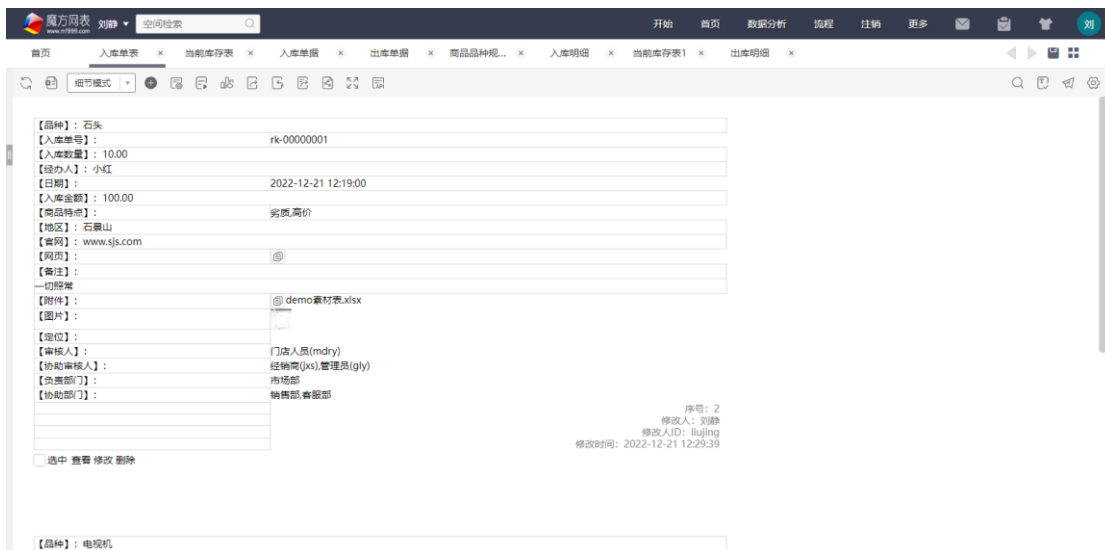 魔方网表 刘静 ▼ 空间检索 开始 首页 数据分析 流程 注销 更多 刘
www.mf999.com
首页 入库单表 × 当前库存表 × 入库单据 × 出库单据 × 商品品种规... × 入库明细 × 当前库存表1 × 出库明细 ×
细节模式
【品种】: 石头
【入库单号】: rk-00000001
【入库数量】: 10.00
【经办人】: 小红
【日期】: 2022-12-21 12:19:00
【入库金额】: 100.00
【商品特点】: 劣质,高价
【地区】: 石景山
【官网】: www.sjs.com
【网页】:
【备注】:
一切照常
【附件】: demo素材表.xlsx
【图片】:
【定位】:
【审核人】: 门店人员(mdry)
【协助审核人】: 经销商(jxs),管理员(gly)
【负责部门】: 市场部
【协助部门】: 销售部,客服部
序号: 2
修改人: 刘静
修改人ID: liujing
修改时间: 2022-12-21 12:29:39
选中 查看 修改 删除
【品种】: 电视机